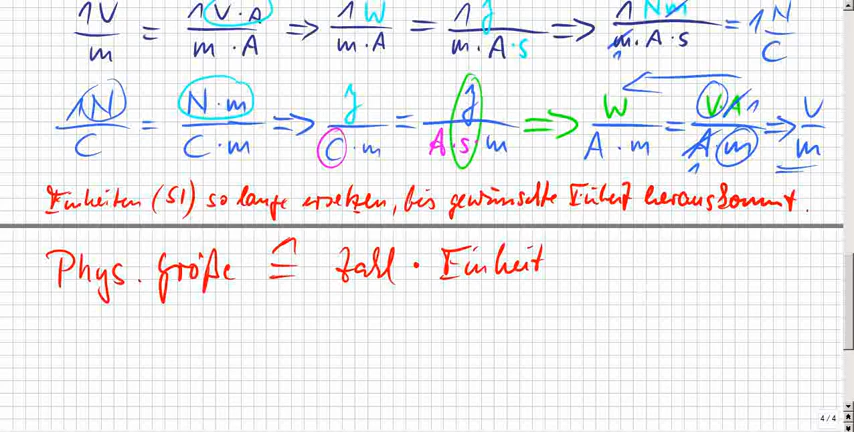 1V/m = 1V·A/m·A ⇒ 1W/m·A = 1J/m·A·s ⇒ 1Nm/m·A·s = 1N/C
1N/C = N·m/C·m ⇒ J/C·m = J/A·s·m ⇒ W/A·m = VA/A·m ⇒ V/m
Einheiten (SI) so lange ersetzen, bis gewünschte Einheit herauskommt.
Phys. Größe ≙ Zahl · Einheit
4/4